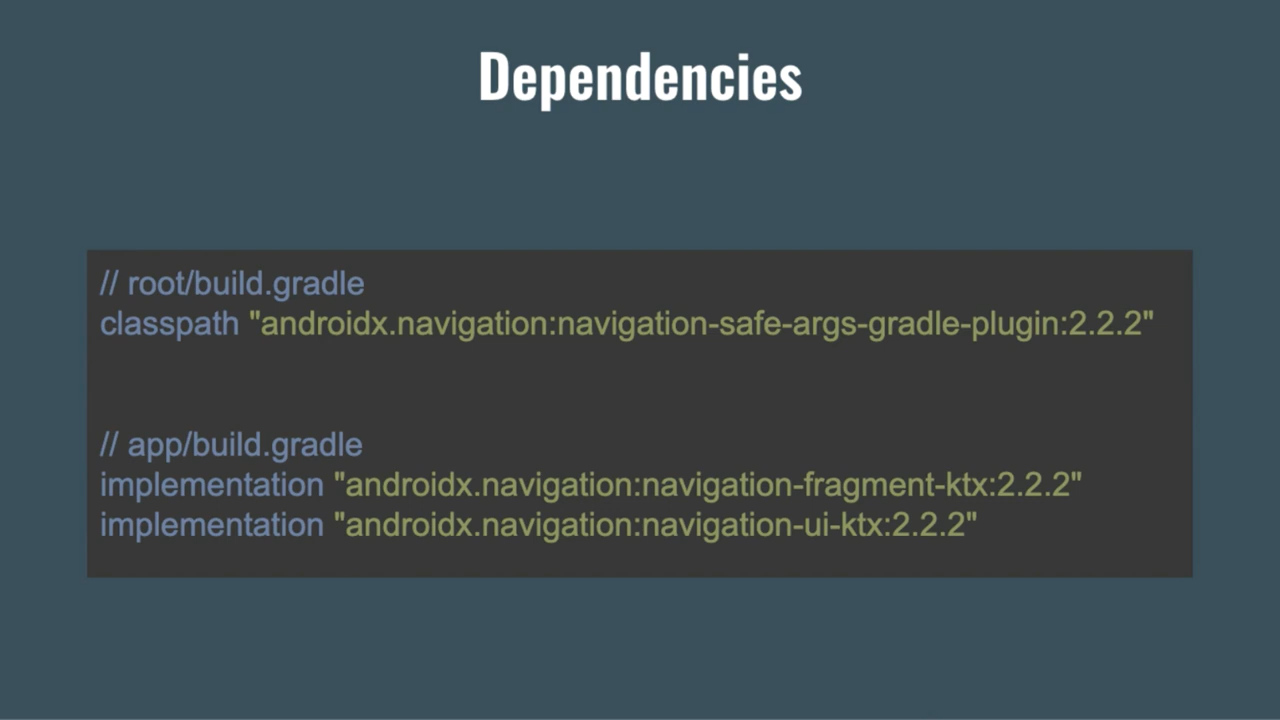 Dependencies
// root/build.gradle
classpath "androidx.navigation:navigation-safe-args-gradle-plugin:2.2.2"
// app/build.gradle
implementation "androidx.navigation:navigation-fragment-ktx:2.2.2"
implementation "androidx.navigation:navigation-ui-ktx:2.2.2"